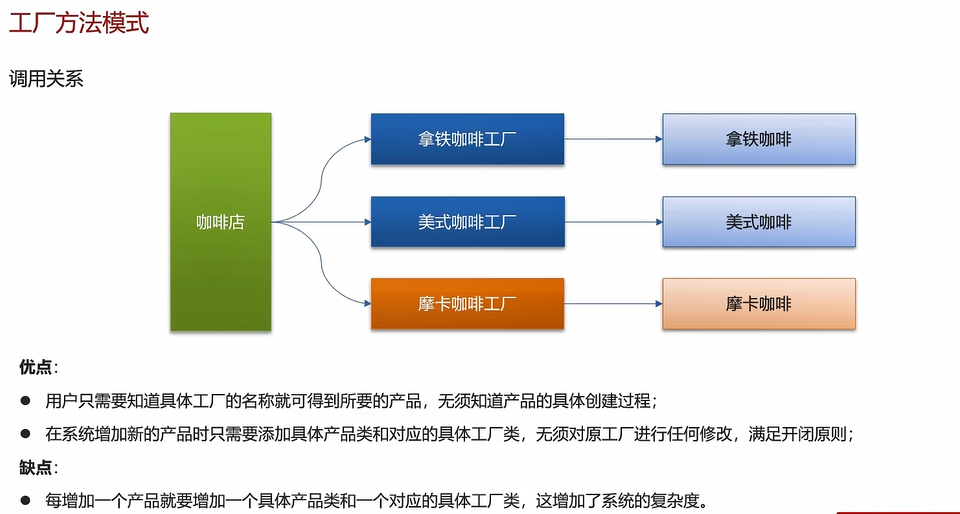 工厂方法模式
调用关系
咖啡店
拿铁咖啡工厂
拿铁咖啡
美式咖啡工厂
美式咖啡
摩卡咖啡工厂
摩卡咖啡
优点：
● 用户只需要知道具体工厂的名称就可得到所要的产品，无须知道产品的具体创建过程；
● 在系统增加新的产品时只需要添加具体产品类和对应的具体工厂类，无须对原工厂进行任何修改，满足开闭原则；
缺点：
● 每增加一个产品就要增加一个具体产品类和一个对应的具体工厂类，这增加了系统的复杂度。